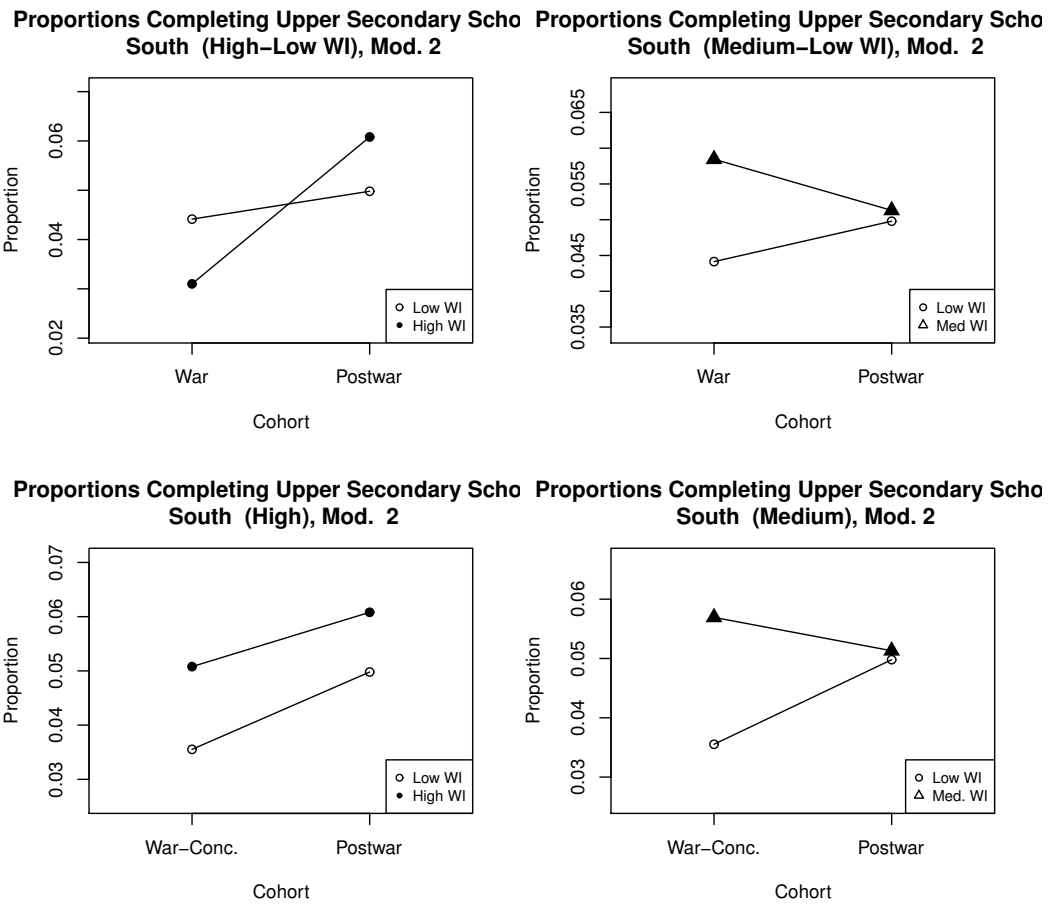 Proportions Completing Upper Secondary Scho
South (High−Low WI), Mod. 2
Proportion
0.06
0.04
0.02
Low WI
High WI
War
Postwar
Cohort
Proportions Completing Upper Secondary Scho
South (Medium−Low WI), Mod. 2
Proportion
0.065
0.055
0.045
0.035
Low WI
Med WI
War
Postwar
Cohort
Proportions Completing Upper Secondary Scho
South (High), Mod. 2
Proportion
0.07
0.06
0.05
0.04
0.03
Low WI
High WI
War−Conc.
Postwar
Cohort
Proportions Completing Upper Secondary Scho
South (Medium), Mod. 2
Proportion
0.06
0.05
0.04
0.03
Low WI
Med. WI
War−Conc.
Postwar
Cohort